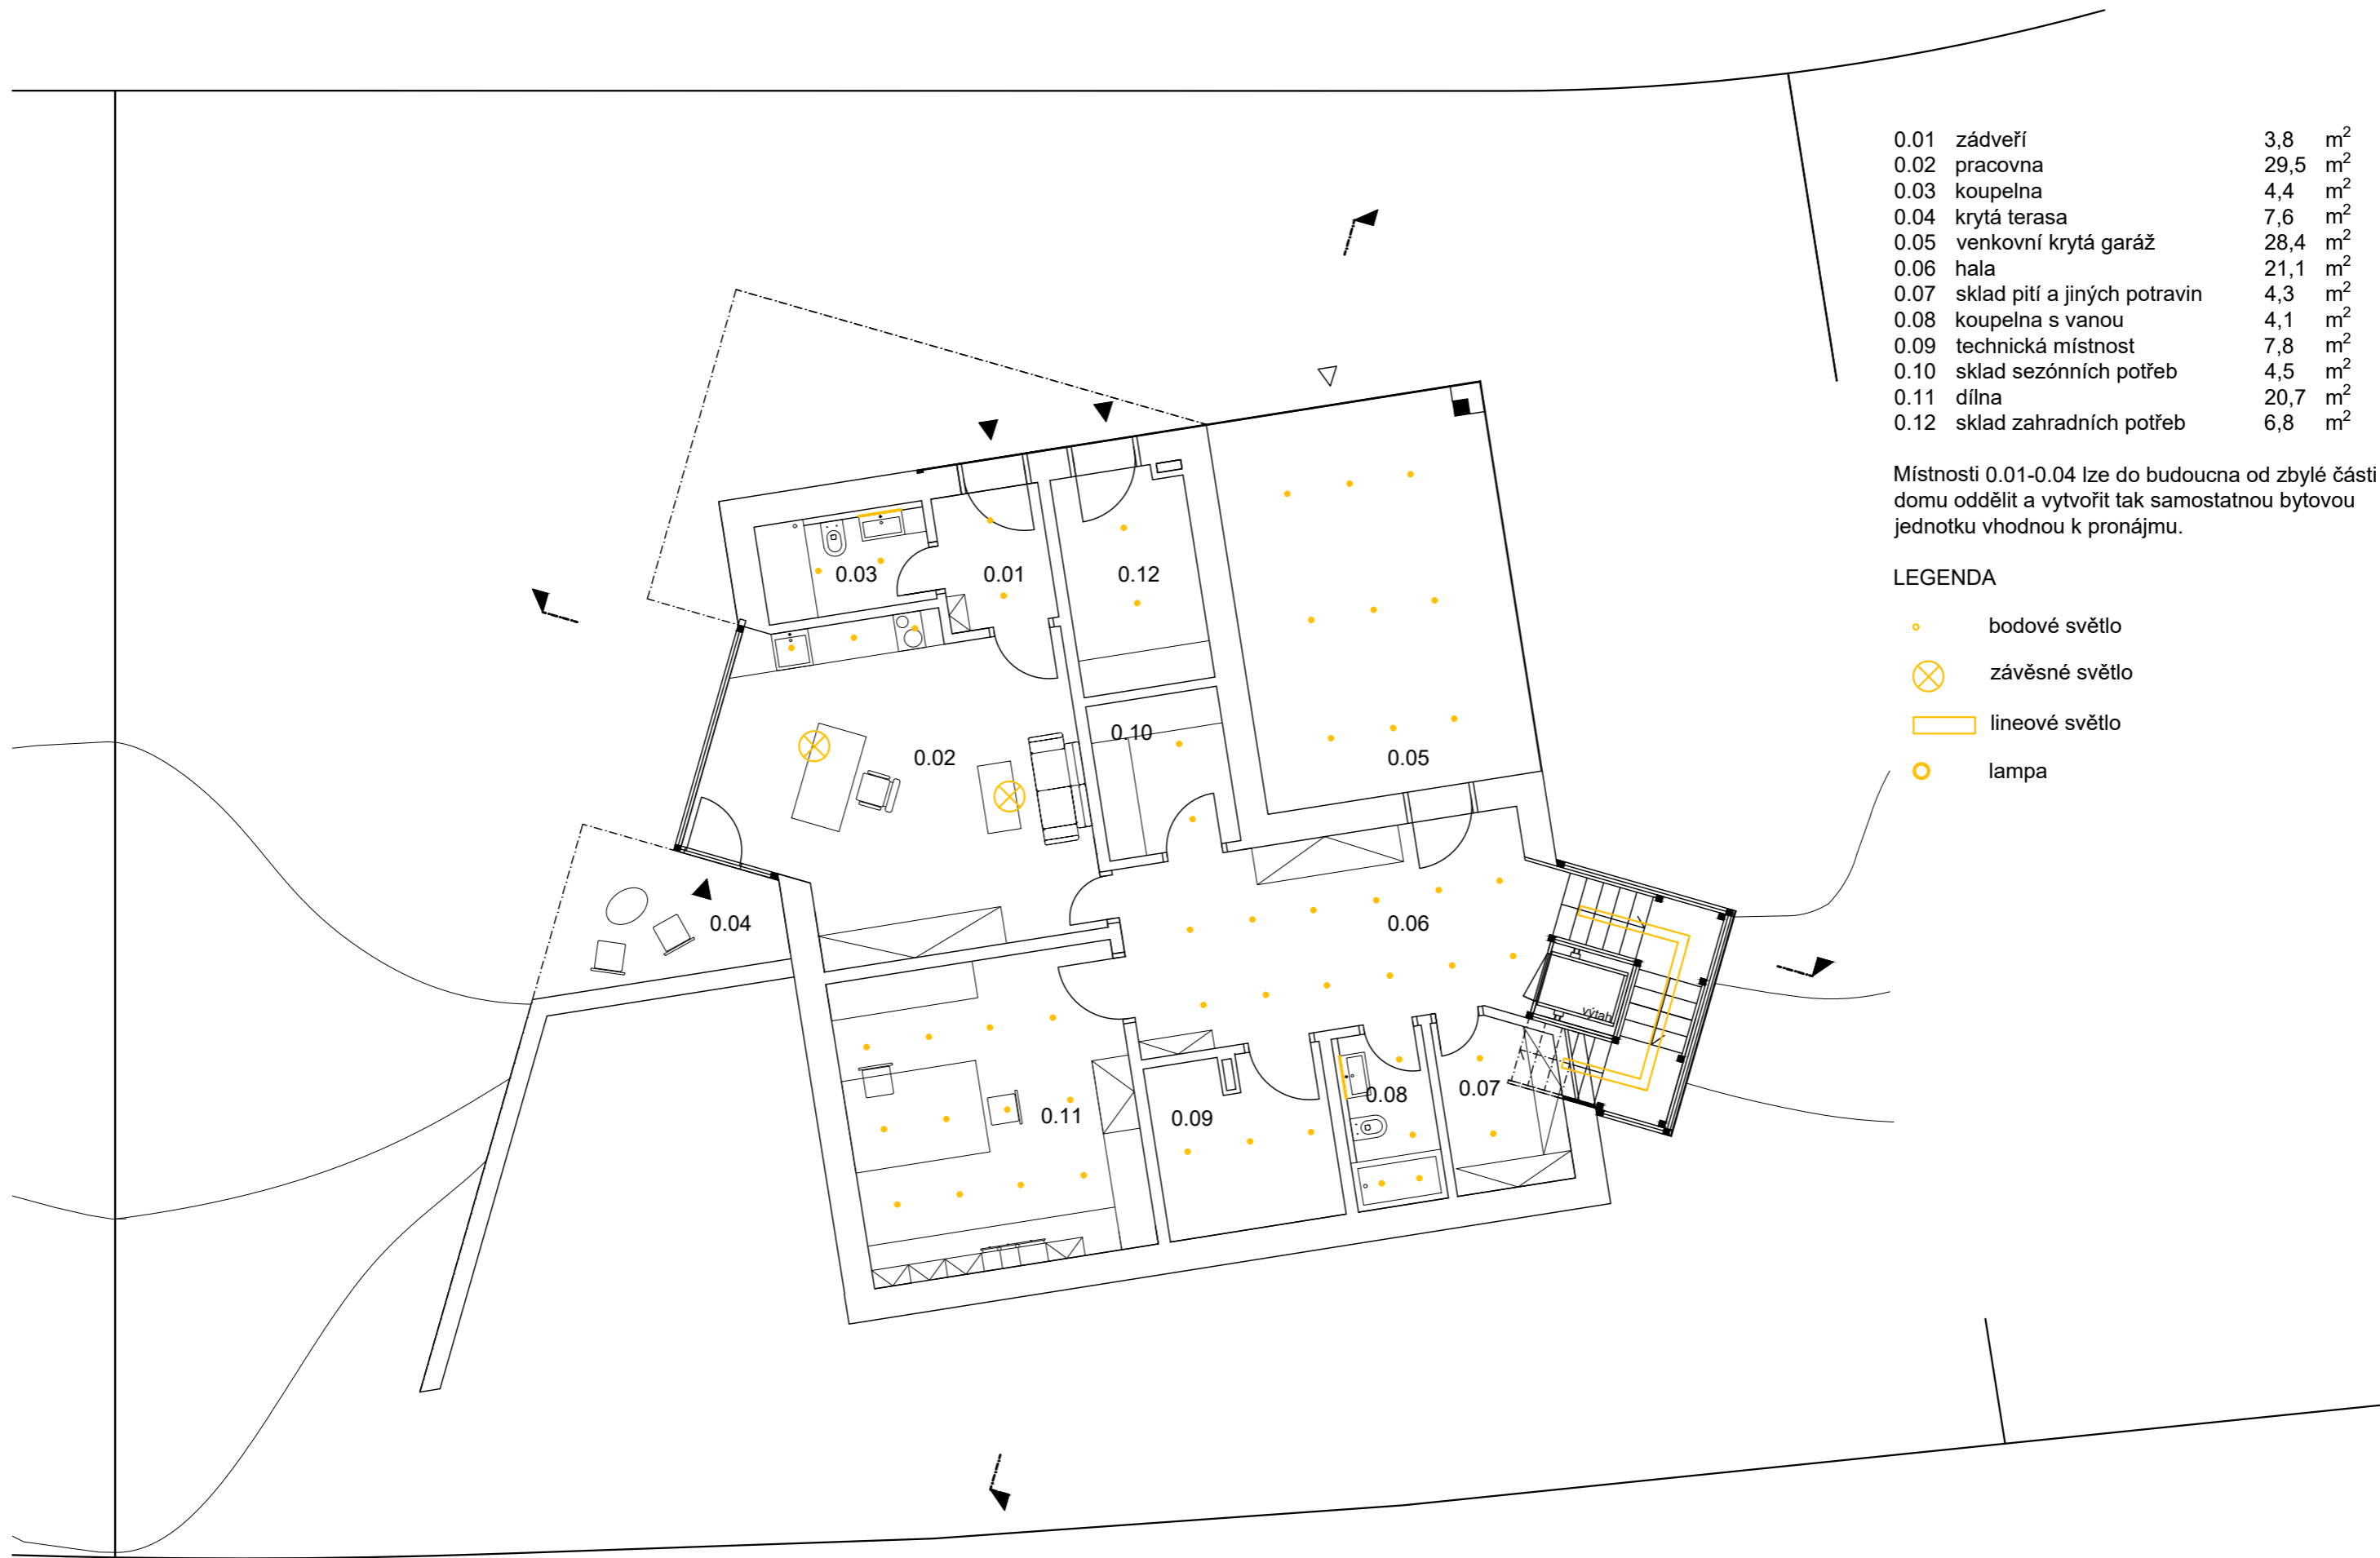 0.01 zádveří 3,8 m²
0.02 pracovna 29,5 m²
0.03 koupelna 4,4 m²
0.04 krytá terasa 7,6 m²
0.05 venkovní krytá garáž 28,4 m²
0.06 hala 21,1 m²
0.07 sklad pití a jiných potravin 4,3 m²
0.08 koupelna s vanou 4,1 m²
0.09 technická místnost 7,8 m²
0.10 sklad sezónních potřeb 4,5 m²
0.11 dílna 20,7 m²
0.12 sklad zahradních potřeb 6,8 m²
Místnosti 0.01-0.04 lze do budoucna od zbylé části
domu oddělit a vytvořit tak samostatnou bytovou
jednotku vhodnou k pronájmu.
LEGENDA
bodové světlo
závěsné světlo
lineové světlo
lampa
0.03
0.01
0.12
0.10
0.02
0.05
0.04
0.06
výtah
0.11
0.09
0.08
0.07